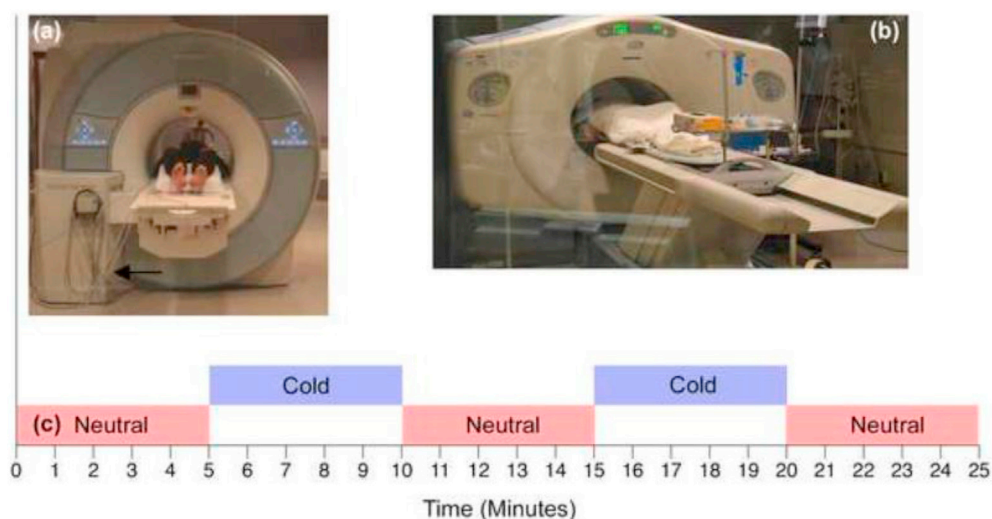 (a)
(b)
Cold Cold
(c) Neutral Neutral Neutral
0 1 2 3 4 5 6 7 8 9 10 11 12 13 14 15 16 17 18 19 20 21 22 23 24 25
Time (Minutes)